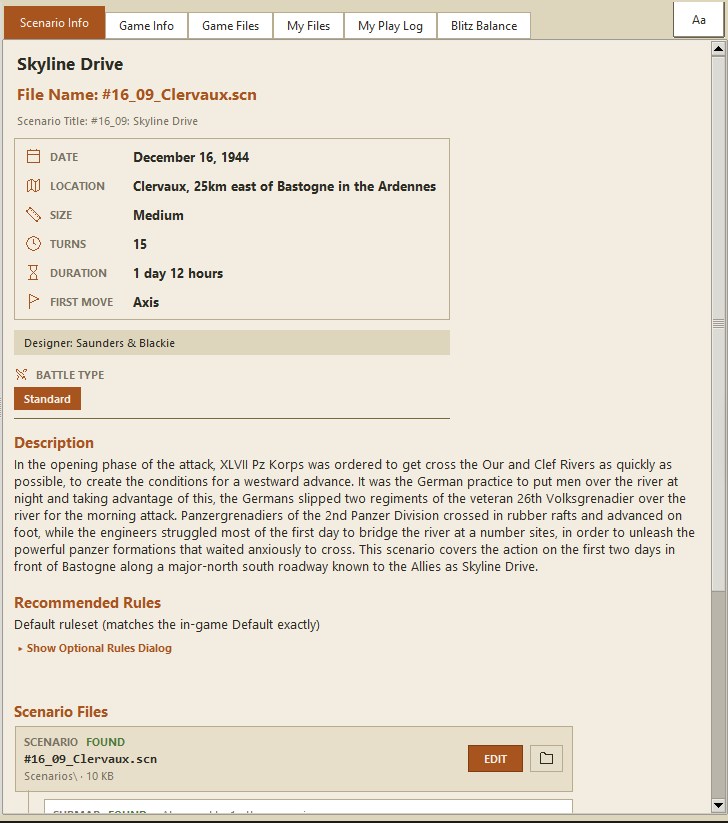 Scenario Info
Game Info
Game Files
My Files
My Play Log
Blitz Balance
Aa
Skyline Drive
File Name: #16_09_Clervaux.scn
Scenario Title: #16_09: Skyline Drive
DATE December 16, 1944
LOCATION Clervaux, 25km east of Bastogne in the Ardennes
SIZE Medium
TURNS 15
DURATION 1 day 12 hours
FIRST MOVE Axis
Designer: Saunders & Blackie
BATTLE TYPE
Standard
Description
In the opening phase of the attack, XLVII Pz Korps was ordered to get cross the Our and Clef Rivers as quickly as
possible, to create the conditions for a westward advance. It was the German practice to put men over the river at
night and taking advantage of this, the Germans slipped two regiments of the veteran 26th Volksgrenadier over the
river for the morning attack. Panzergrenadiers of the 2nd Panzer Division crossed in rubber rafts and advanced on
foot, while the engineers struggled most of the first day to bridge the river at a number sites, in order to unleash the
powerful panzer formations that waited anxiously to cross. This scenario covers the action on the first two days in
front of Bastogne along a major-north south roadway known to the Allies as Skyline Drive.
Recommended Rules
Default ruleset (matches the in-game Default exactly)
▸ Show Optional Rules Dialog
Scenario Files
SCENARIO FOUND
#16_09_Clervaux.scn
Scenarios\ · 10 KB
EDIT